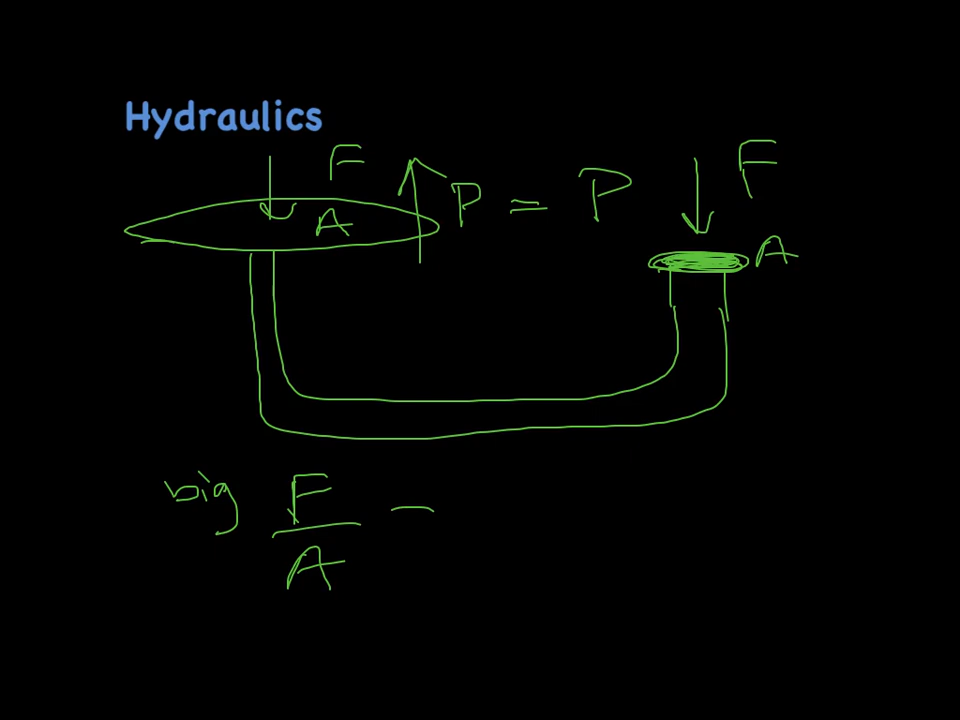 Hydraulics
F
P = P
F
A
A
big F/A =